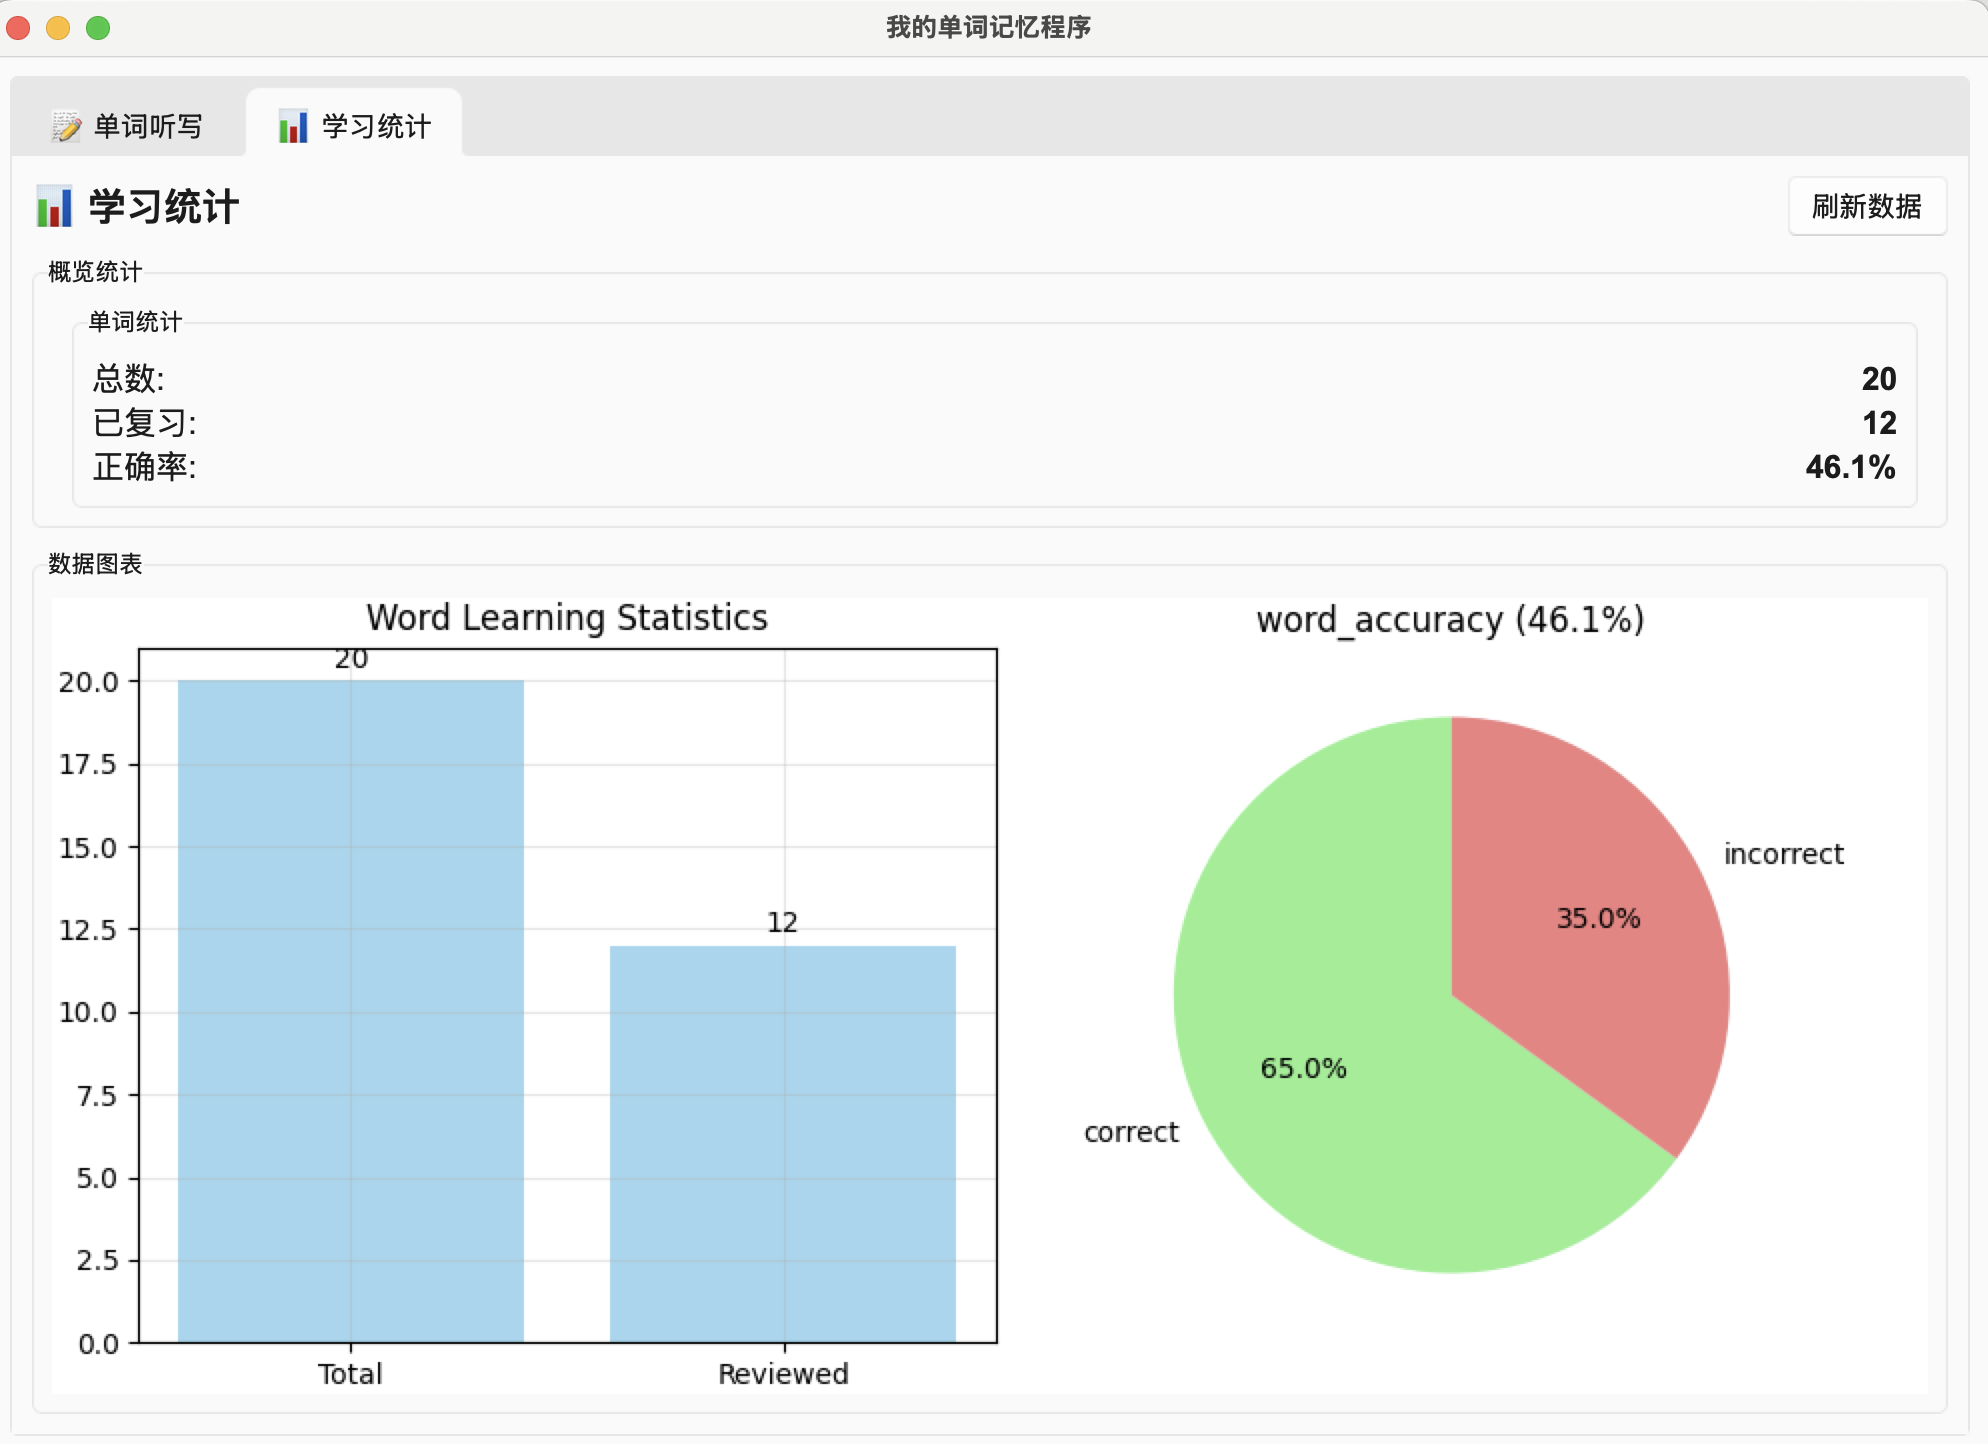 我的单词记忆程序
单词听写
学习统计
学习统计
刷新数据
概览统计
单词统计
总数: 20
已复习: 12
正确率: 46.1%
数据图表
Word Learning Statistics
20
20.0
17.5
15.0
12.5
12
10.0
7.5
5.0
2.5
0.0
Total
Reviewed
word_accuracy (46.1%)
incorrect
35.0%
65.0%
correct